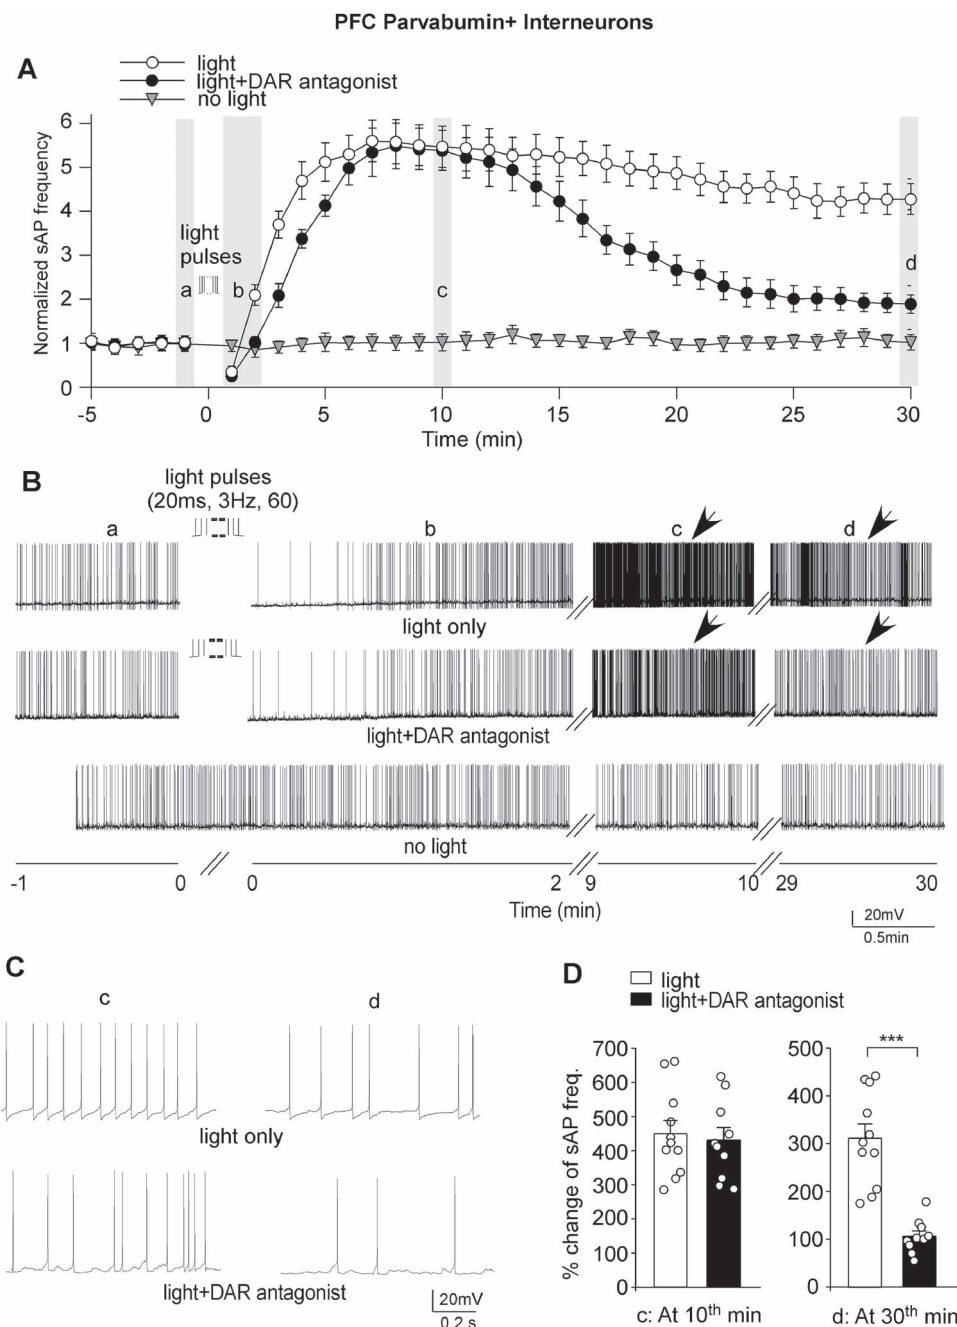 PFC Parvabumin+ Interneurons
A
light
light+DAR antagonist
no light
Normalized sAP frequency
6
5
4
3
2
1
0
light
pulses
a
b
c
d
-5
0
5
10
15
20
25
30
Time (min)
B
light pulses
(20ms, 3Hz, 60)
a
b
c
d
light only
light+DAR antagonist
no light
-1
0
0
2
9
10
29
30
Time (min)
20mV
0.5min
C
c
d
light only
light+DAR antagonist
20mV
0.2 s
D
light
light+DAR antagonist
% change of sAP freq.
700
600
500
400
300
200
100
0
c: At 10th min
500
400
300
200
100
0
***
d: At 30th min